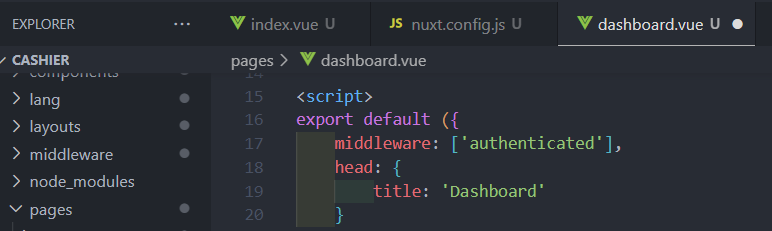 EXPLORER ... index.vue U JS nuxt.config.js U dashboard.vue U
CASHIER pages > dashboard.vue
components 14
> lang 15 <script>
> layouts 16 export default ({
> middleware 17 middleware: ['authenticated'],
> node_modules 18 head: {
pages 19 title: 'Dashboard'
20 }